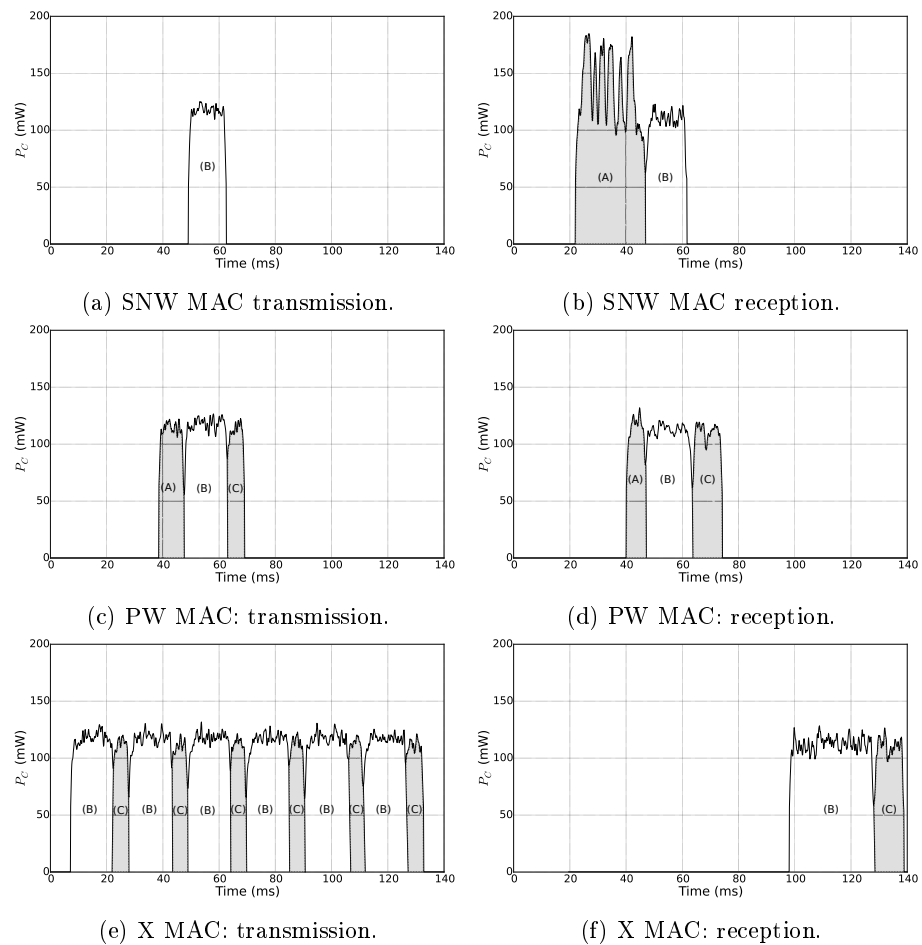 200
150
100
50
0
P_C (mW)
(B)
0 20 40 60 80 100 120 140
Time (ms)
(a) SNW MAC transmission.
200
150
100
50
0
P_C (mW)
(A) (B)
0 20 40 60 80 100 120 140
Time (ms)
(b) SNW MAC reception.
200
150
100
50
0
P_C (mW)
(A) (B) (C)
0 20 40 60 80 100 120 140
Time (ms)
(c) PW MAC: transmission.
200
150
100
50
0
P_C (mW)
(A) (B) (C)
0 20 40 60 80 100 120 140
Time (ms)
(d) PW MAC: reception.
200
150
100
50
0
P_C (mW)
(B) (C) (B) (C) (B) (C) (B) (C) (B) (C) (B) (C)
0 20 40 60 80 100 120 140
Time (ms)
(e) X MAC: transmission.
200
150
100
50
0
P_C (mW)
(B) (C)
0 20 40 60 80 100 120 140
Time (ms)
(f) X MAC: reception.